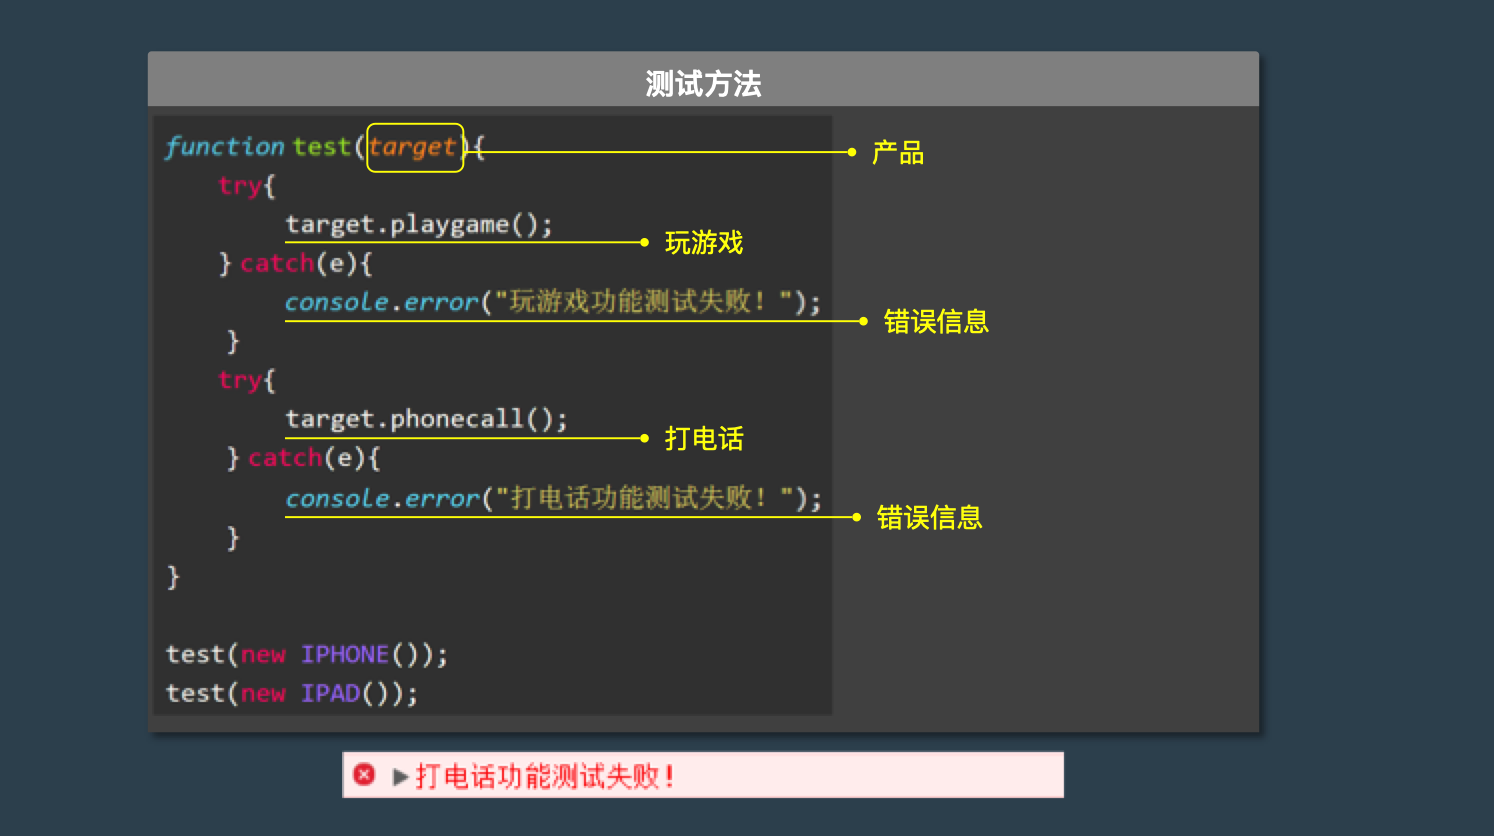 测试方法
function test(target){ 产品
try{
target.playgame();
玩游戏
} catch(e){
console.error("玩游戏功能测试失败！");
错误信息
}
try{
target.phonecall();
打电话
} catch(e){
console.error("打电话功能测试失败！");
错误信息
}
}
test(new IPHONE());
test(new IPAD());
打电话功能测试失败！